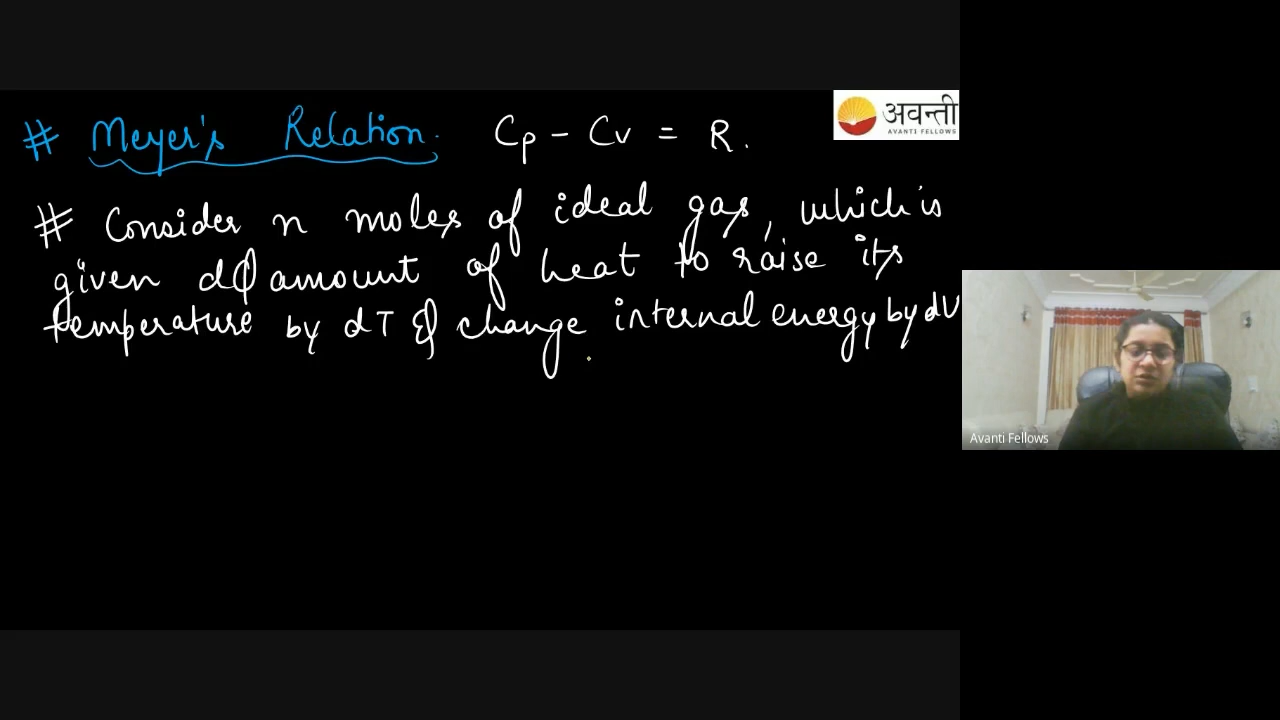 # Meyer's Relation. Cp - Cv = R.
अवन्ती
AVANTI FELLOWS
# Consider n moles of ideal gas, which is
given dQ amount of heat to raise its
temperature by dT & change internal energy by dU
Avanti Fellows